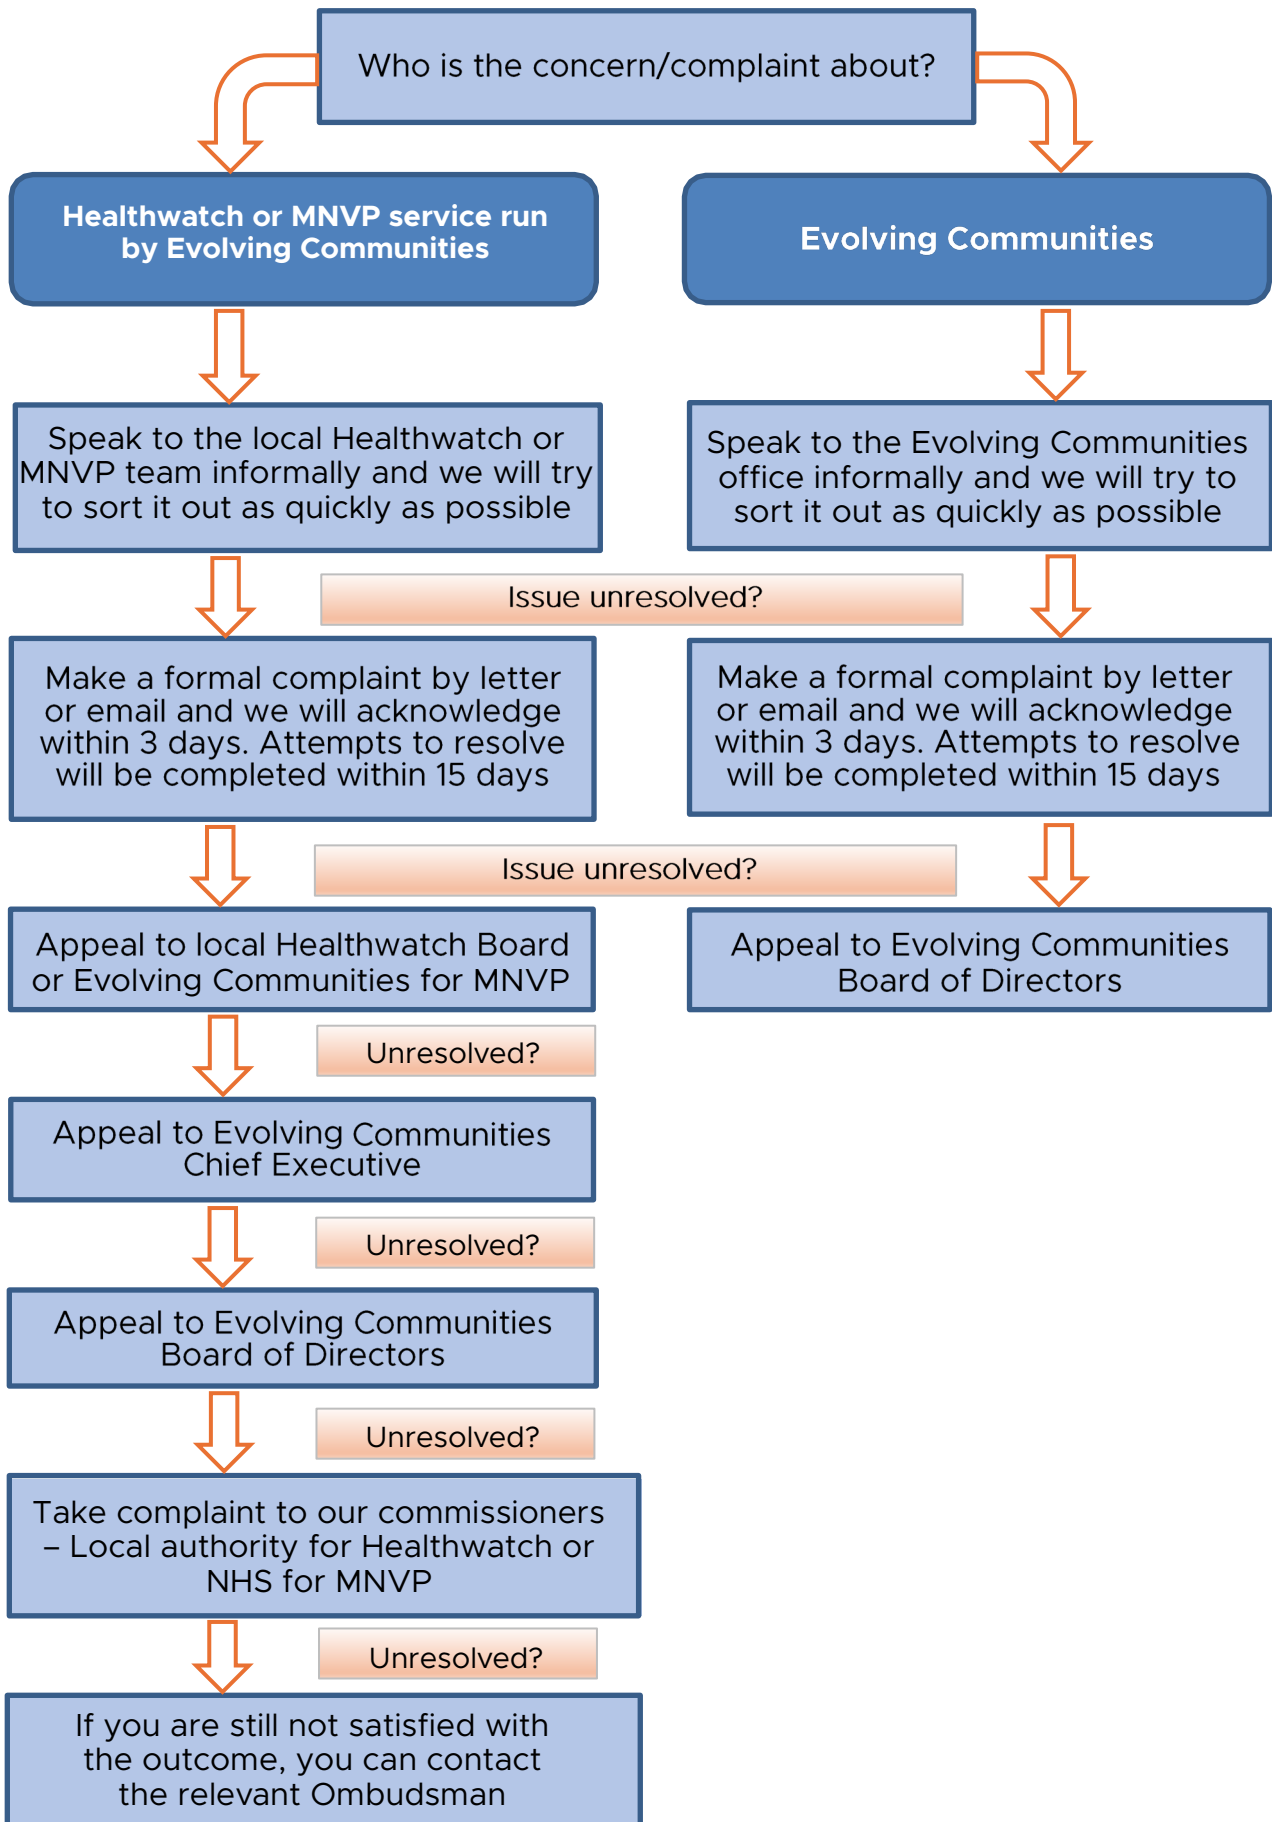 Who is the concern/complaint about?
Healthwatch or MNVP service run
by Evolving Communities
Evolving Communities
Speak to the local Healthwatch or
MNVP team informally and we will try
to sort it out as quickly as possible
Speak to the Evolving Communities
office informally and we will try to
sort it out as quickly as possible
Issue unresolved?
Make a formal complaint by letter
or email and we will acknowledge
within 3 days. Attempts to resolve
will be completed within 15 days
Make a formal complaint by letter
or email and we will acknowledge
within 3 days. Attempts to resolve
will be completed within 15 days
Issue unresolved?
Appeal to local Healthwatch Board
or Evolving Communities for MNVP
Appeal to Evolving Communities
Board of Directors
Unresolved?
Appeal to Evolving Communities
Chief Executive
Unresolved?
Appeal to Evolving Communities
Board of Directors
Unresolved?
Take complaint to our commissioners
– Local authority for Healthwatch or
NHS for MNVP
Unresolved?
If you are still not satisfied with
the outcome, you can contact
the relevant Ombudsman